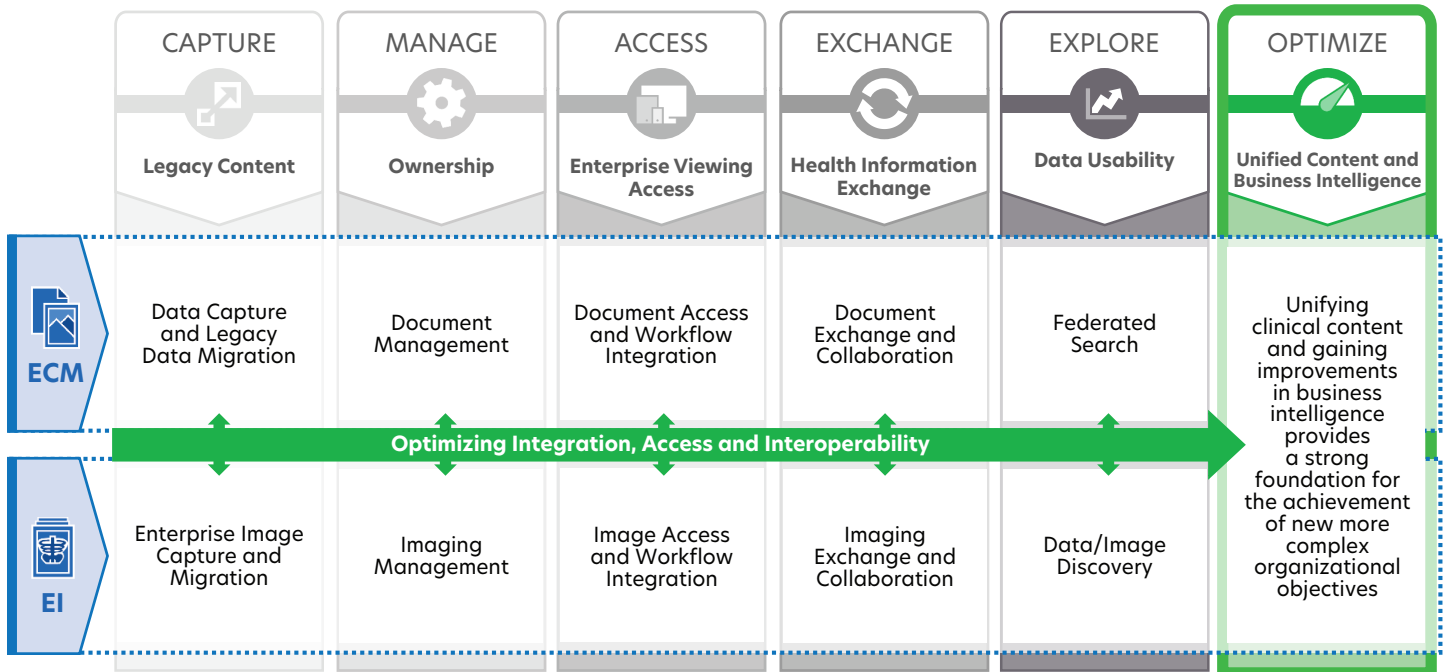 CAPTURE
MANAGE
ACCESS
EXCHANGE
EXPLORE
OPTIMIZE
Legacy Content
Ownership
Enterprise Viewing
Access
Health Information
Exchange
Data Usability
Unified Content and
Business Intelligence
ECM
Data Capture
and Legacy
Data Migration
Document
Management
Document Access
and Workflow
Integration
Document
Exchange and
Collaboration
Federated
Search
Unifying
clinical content
and gaining
improvements
in business
intelligence
provides
a strong
foundation for
the achievement
of new more
complex
organizational
objectives
Optimizing Integration, Access and Interoperability
EI
Enterprise Image
Capture and
Migration
Imaging
Management
Image Access
and Workflow
Integration
Imaging
Exchange and
Collaboration
Data/Image
Discovery